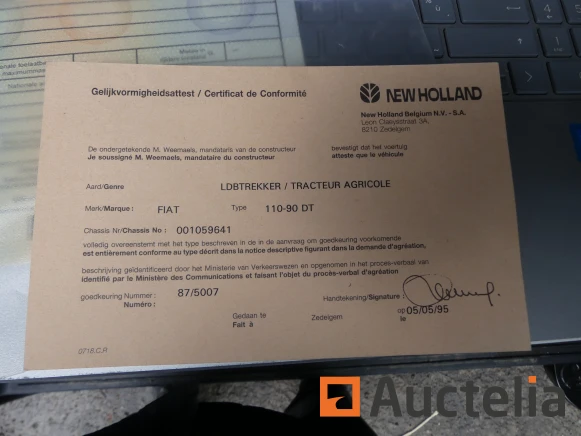 Gelijkvormigheidsattest / Certificat de Conformité
NEW HOLLAND
New Holland Belgium N.V. - S.A.
Leon Claeysstraat 3A,
8210 Zedelgem
De ondergetekende M. Weemaels, mandataris van de constructeur
bevestigt dat het voertuig
Je soussigné M. Weemaels, mandataire du constructeur
atteste que le véhicule
Aard/Genre
LDBTREKKER / TRACTEUR AGRICOLE
Merk/Marque :
FIAT
Type
110-90 DT
Chassis Nr/Chassis No :
001059641
volledig overeenstemt met het type beschreven in de in de aanvraag om goedkeuring voorkomende
est entièrement conforme au type décrit dans la notice descriptive figurant dans la demande d'agréation,
beschrijving geïdentificeerd door het Ministerie van Verkeerswezen en opgenomen in het proces-verbaal van
identifié par le Ministère des Communications et faisant l'objet du procès-verbal d'agréation
goedkeuring Nummer :
87/5007
Numéro :
Handtekening/Signature :
Gedaan te
Zedelgem
op 05/05/95
Fait à
le
0718.C.R
Auctelia